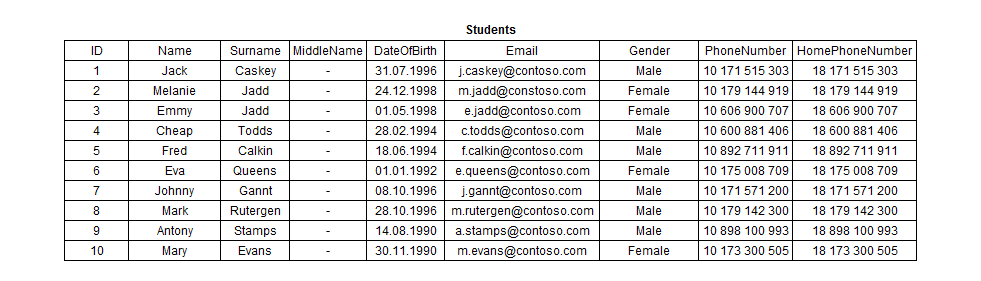 Students
ID Name Surname MiddleName DateOfBirth Email Gender PhoneNumber HomePhoneNumber
1 Jack Caskey - 31.07.1996 j.caskey@contoso.com Male 10 171 515 303 18 171 515 303
2 Melanie Jadd - 24.12.1998 m.jadd@constoso.com Female 10 179 144 919 18 179 144 919
3 Emmy Jadd - 01.05.1998 e.jadd@contoso.com Female 10 606 900 707 18 606 900 707
4 Cheap Todds - 28.02.1994 c.todds@contoso.com Male 10 600 881 406 18 600 881 406
5 Fred Calkin - 18.06.1994 f.calkin@contoso.com Male 10 892 711 911 18 892 711 911
6 Eva Queens - 01.01.1992 e.queens@contoso.com Female 10 175 008 709 18 175 008 709
7 Johnny Gannt - 08.10.1996 j.gannt@contoso.com Male 10 171 571 200 18 171 571 200
8 Mark Rutergen - 28.10.1996 m.rutergen@contoso.com Male 10 179 142 300 18 179 142 300
9 Antony Stamps - 14.08.1990 a.stamps@contoso.com Male 10 898 100 993 18 898 100 993
10 Mary Evans - 30.11.1990 m.evans@contoso.com Female 10 173 300 505 18 173 300 505